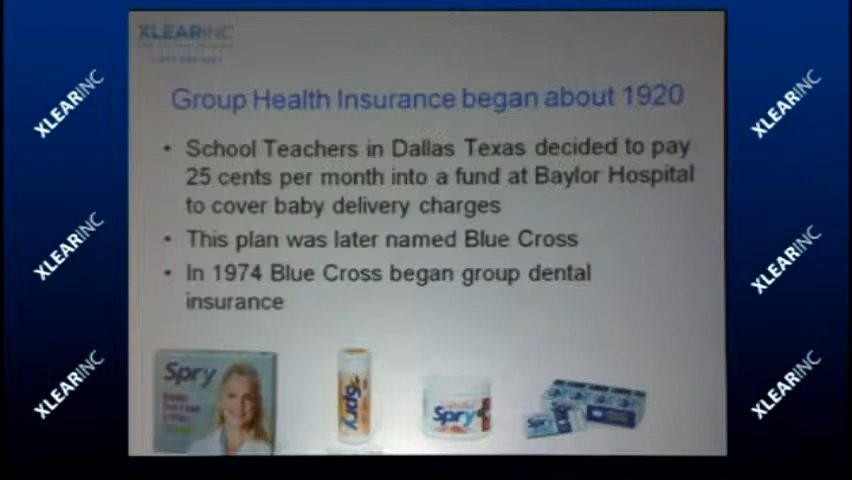 XLEARINC
Group Health Insurance began about 1920
• School Teachers in Dallas Texas decided to pay
25 cents per month into a fund at Baylor Hospital
to cover baby delivery charges
• This plan was later named Blue Cross
• In 1974 Blue Cross began group dental
insurance
Spry
Spry
Spry
Spry
XLEARINC
XLEARINC
XLEARINC
XLEARINC
XLEARINC
XLEARINC